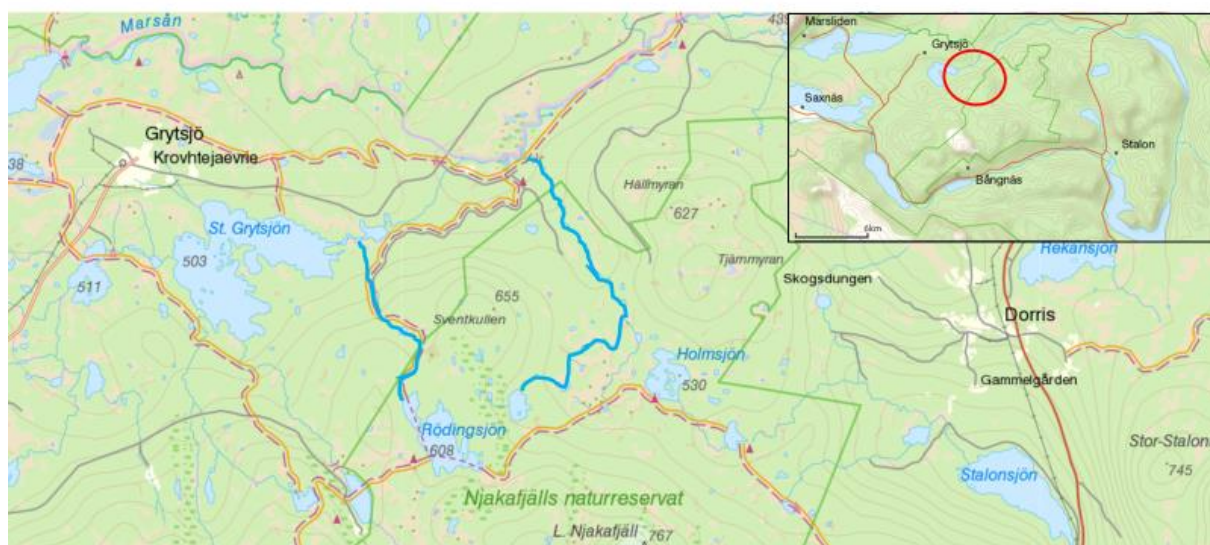 Marsån
439
Marsliden
Grytsjö
Saxnäs
Stalon
Bångnäs
6km
Grytsjö
Krovhtejaevrie
38
Hällmyran
627
St. Grytsjön
503
Tjämmyran
Rekansjön
Skogsdungen
511
655
Sventkullen
Dorris
Holmsjön
530
Gammelgården
Rödingsjön
608
Stor-Stalon
745
Stalonsjön
Njakafjälls naturreservat
L. Njakafjäll
767